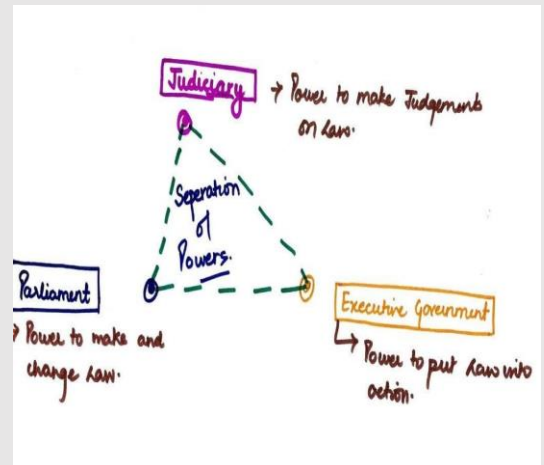 Judiciary
→ Power to make Judgements
on Law.
Seperation
of
Powers.
Parliament
→ Power to make and
change Law.
Executive Government
→ Power to put Law into
action.